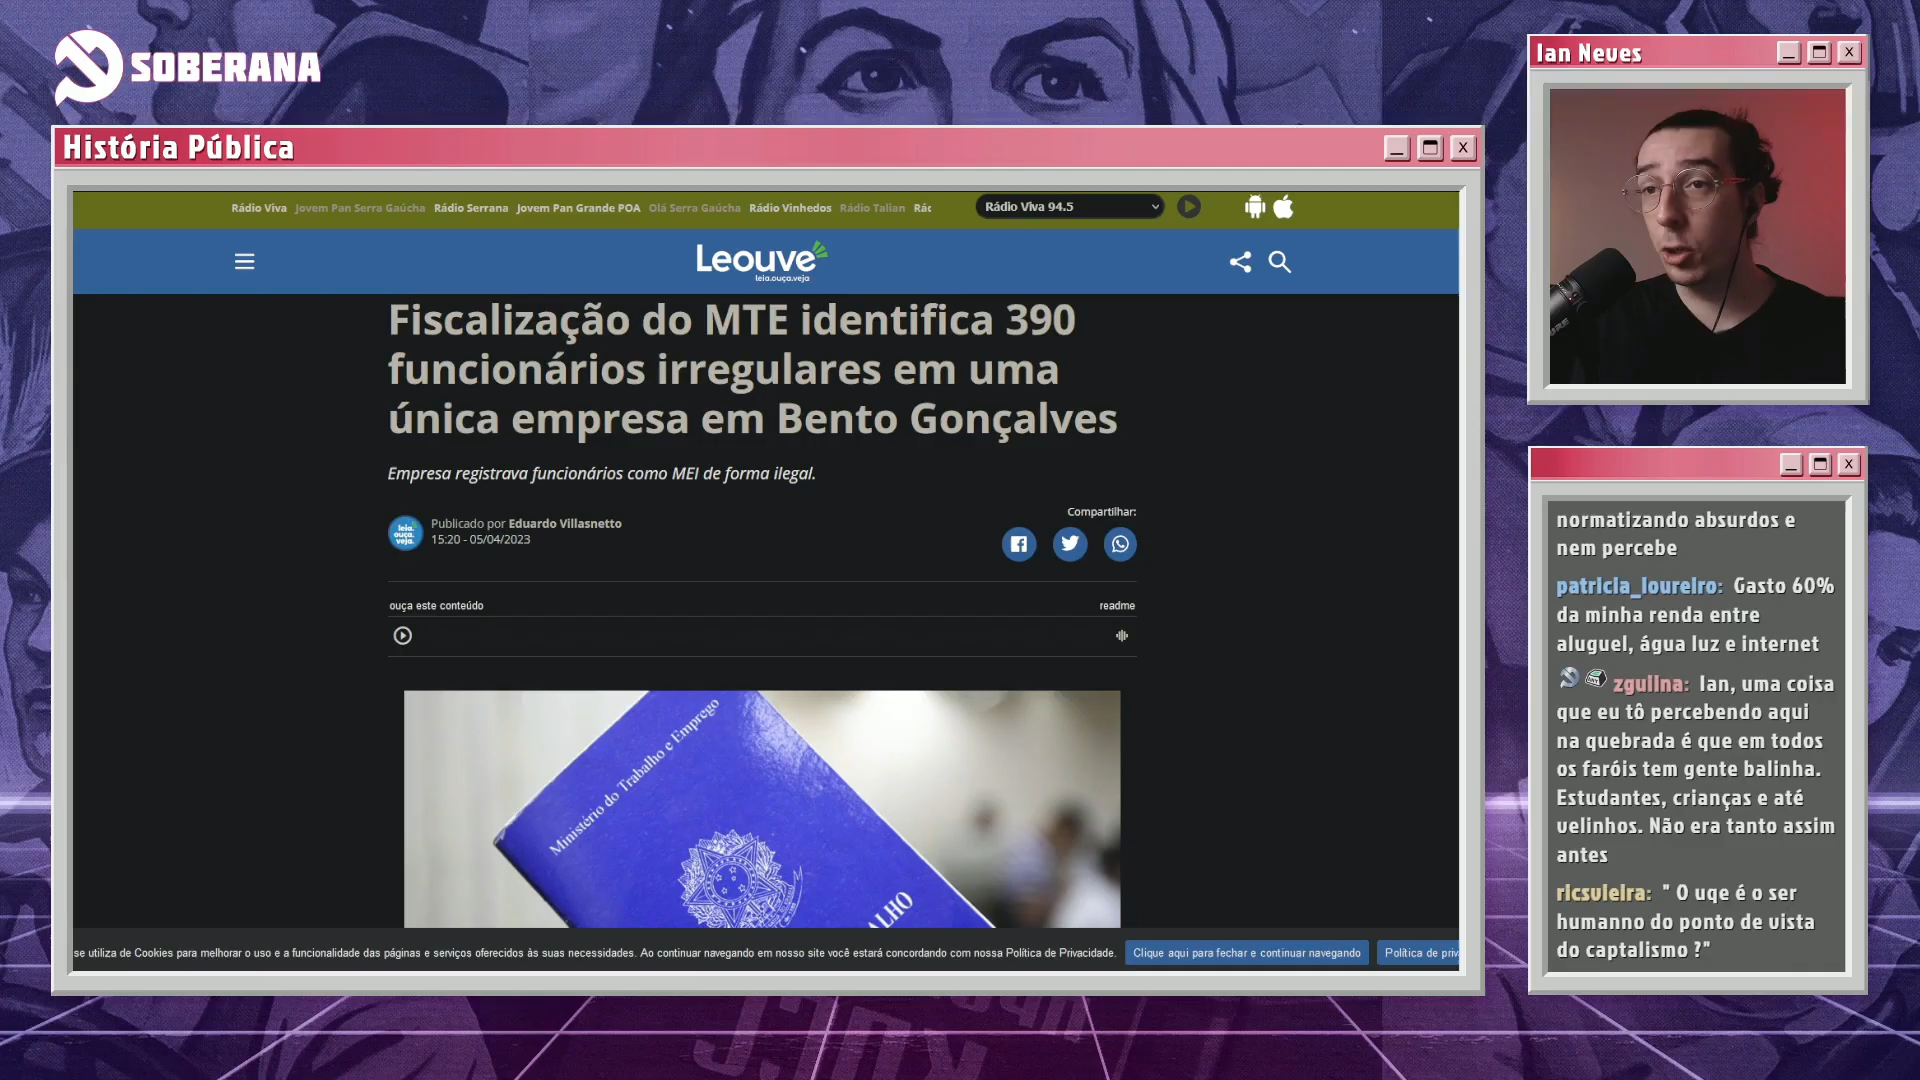 SOBERANA
História Pública
Rádio Viva Jovem Pan Serra Gaúcha Rádio Serrana Jovem Pan Grande POA Olá Serra Gaúcha Rádio Vinhedos Rádio Talian
Rádio Viva 94.5
Leouve
leia.ouça.veja
Fiscalização do MTE identifica 390
funcionários irregulares em uma
única empresa em Bento Gonçalves
Empresa registrava funcionários como MEI de forma ilegal.
leia.
ouça.
veja.
Publicado por Eduardo Villasnetto
15:20 - 05/04/2023
Compartilhar:
ouça este conteúdo
readme
Ministério do Trabalho e Emprego
ALHO
se utiliza de Cookies para melhorar o uso e a funcionalidade das páginas e serviços oferecidos às suas necessidades. Ao continuar navegando em nosso site você estará concordando com nossa Política de Privacidade.
Clique aqui para fechar e continuar navegando
Política de priv
Ian Neves
normatizando absurdos e
nem percebe
patricia_loureiro: Gasto 60%
da minha renda entre
aluguel, água luz e internet
zgulina: Ian, uma coisa
que eu tô percebendo aqui
na quebrada é que em todos
os faróis tem gente balinha.
Estudantes, crianças e até
velinhos. Não era tanto assim
antes
ricsvieira: " O uqe é o ser
humanno do ponto de vista
do captalismo ?"